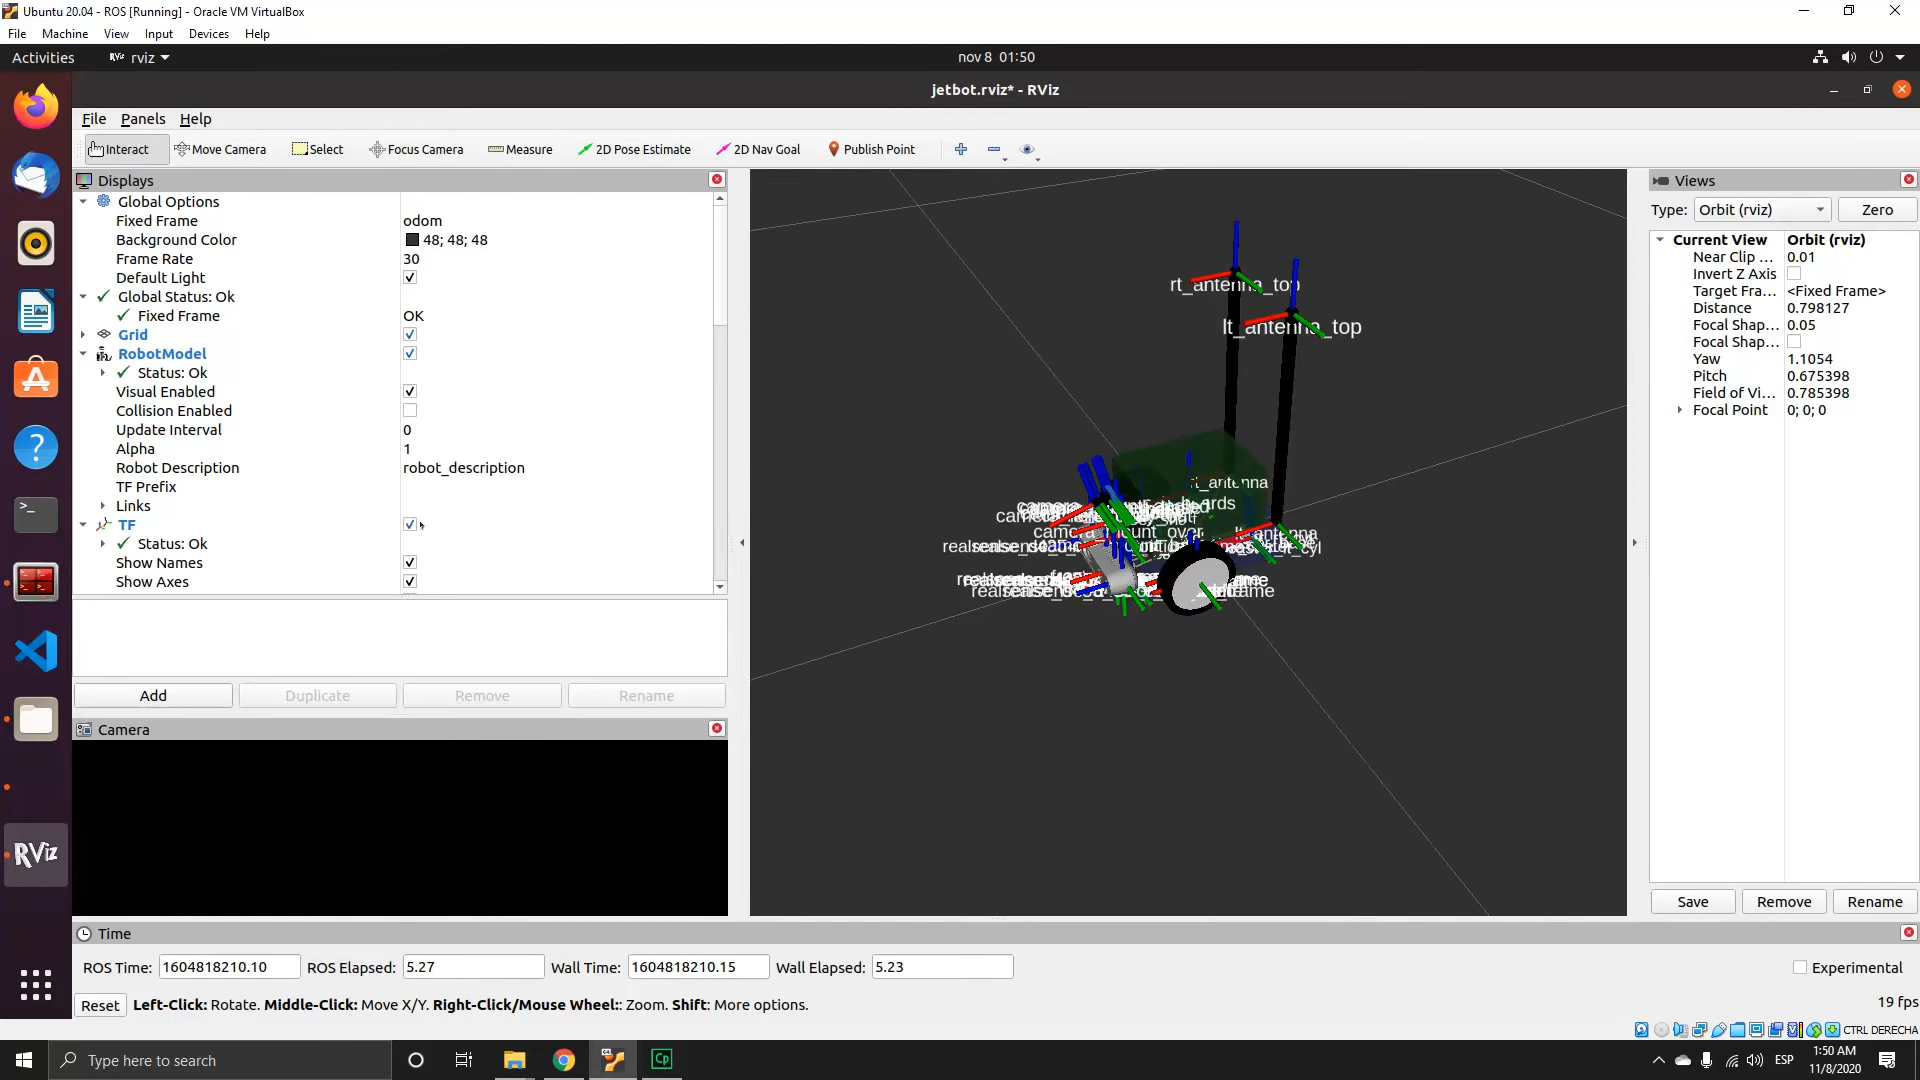 Ubuntu 20.04 - ROS [Running] - Oracle VM VirtualBox
File Machine View Input Devices Help
Activities RViz rviz nov 8 01:50
jetbot.rviz* - RViz
File Panels Help
Interact Move Camera Select Focus Camera Measure 2D Pose Estimate 2D Nav Goal Publish Point
Displays
Global Options
Fixed Frame odom
Background Color 48; 48; 48
Frame Rate 30
Default Light
Global Status: Ok
Fixed Frame OK
Grid
RobotModel
Status: Ok
Visual Enabled
Collision Enabled
Update Interval 0
Alpha 1
Robot Description robot_description
TF Prefix
Links
TF
Status: Ok
Show Names
Show Axes
Add Duplicate Remove Rename
Camera
rt_antenna_top
lt_antenna_top
rt_antenna
Views
Type: Orbit (rviz) Zero
Current View Orbit (rviz)
Near Clip ... 0.01
Invert Z Axis
Target Fra... <Fixed Frame>
Distance 0.798127
Focal Shap... 0.05
Focal Shap...
Yaw 1.1054
Pitch 0.675398
Field of Vi... 0.785398
Focal Point 0; 0; 0
Save Remove Rename
RViz
Time
ROS Time: 1604818210.10 ROS Elapsed: 5.27 Wall Time: 1604818210.15 Wall Elapsed: 5.23 Experimental
Reset Left-Click: Rotate. Middle-Click: Move X/Y. Right-Click/Mouse Wheel:: Zoom. Shift: More options. 19 fps
CTRL DERECHA
Type here to search
Cp
ESP
1:50 AM
11/8/2020